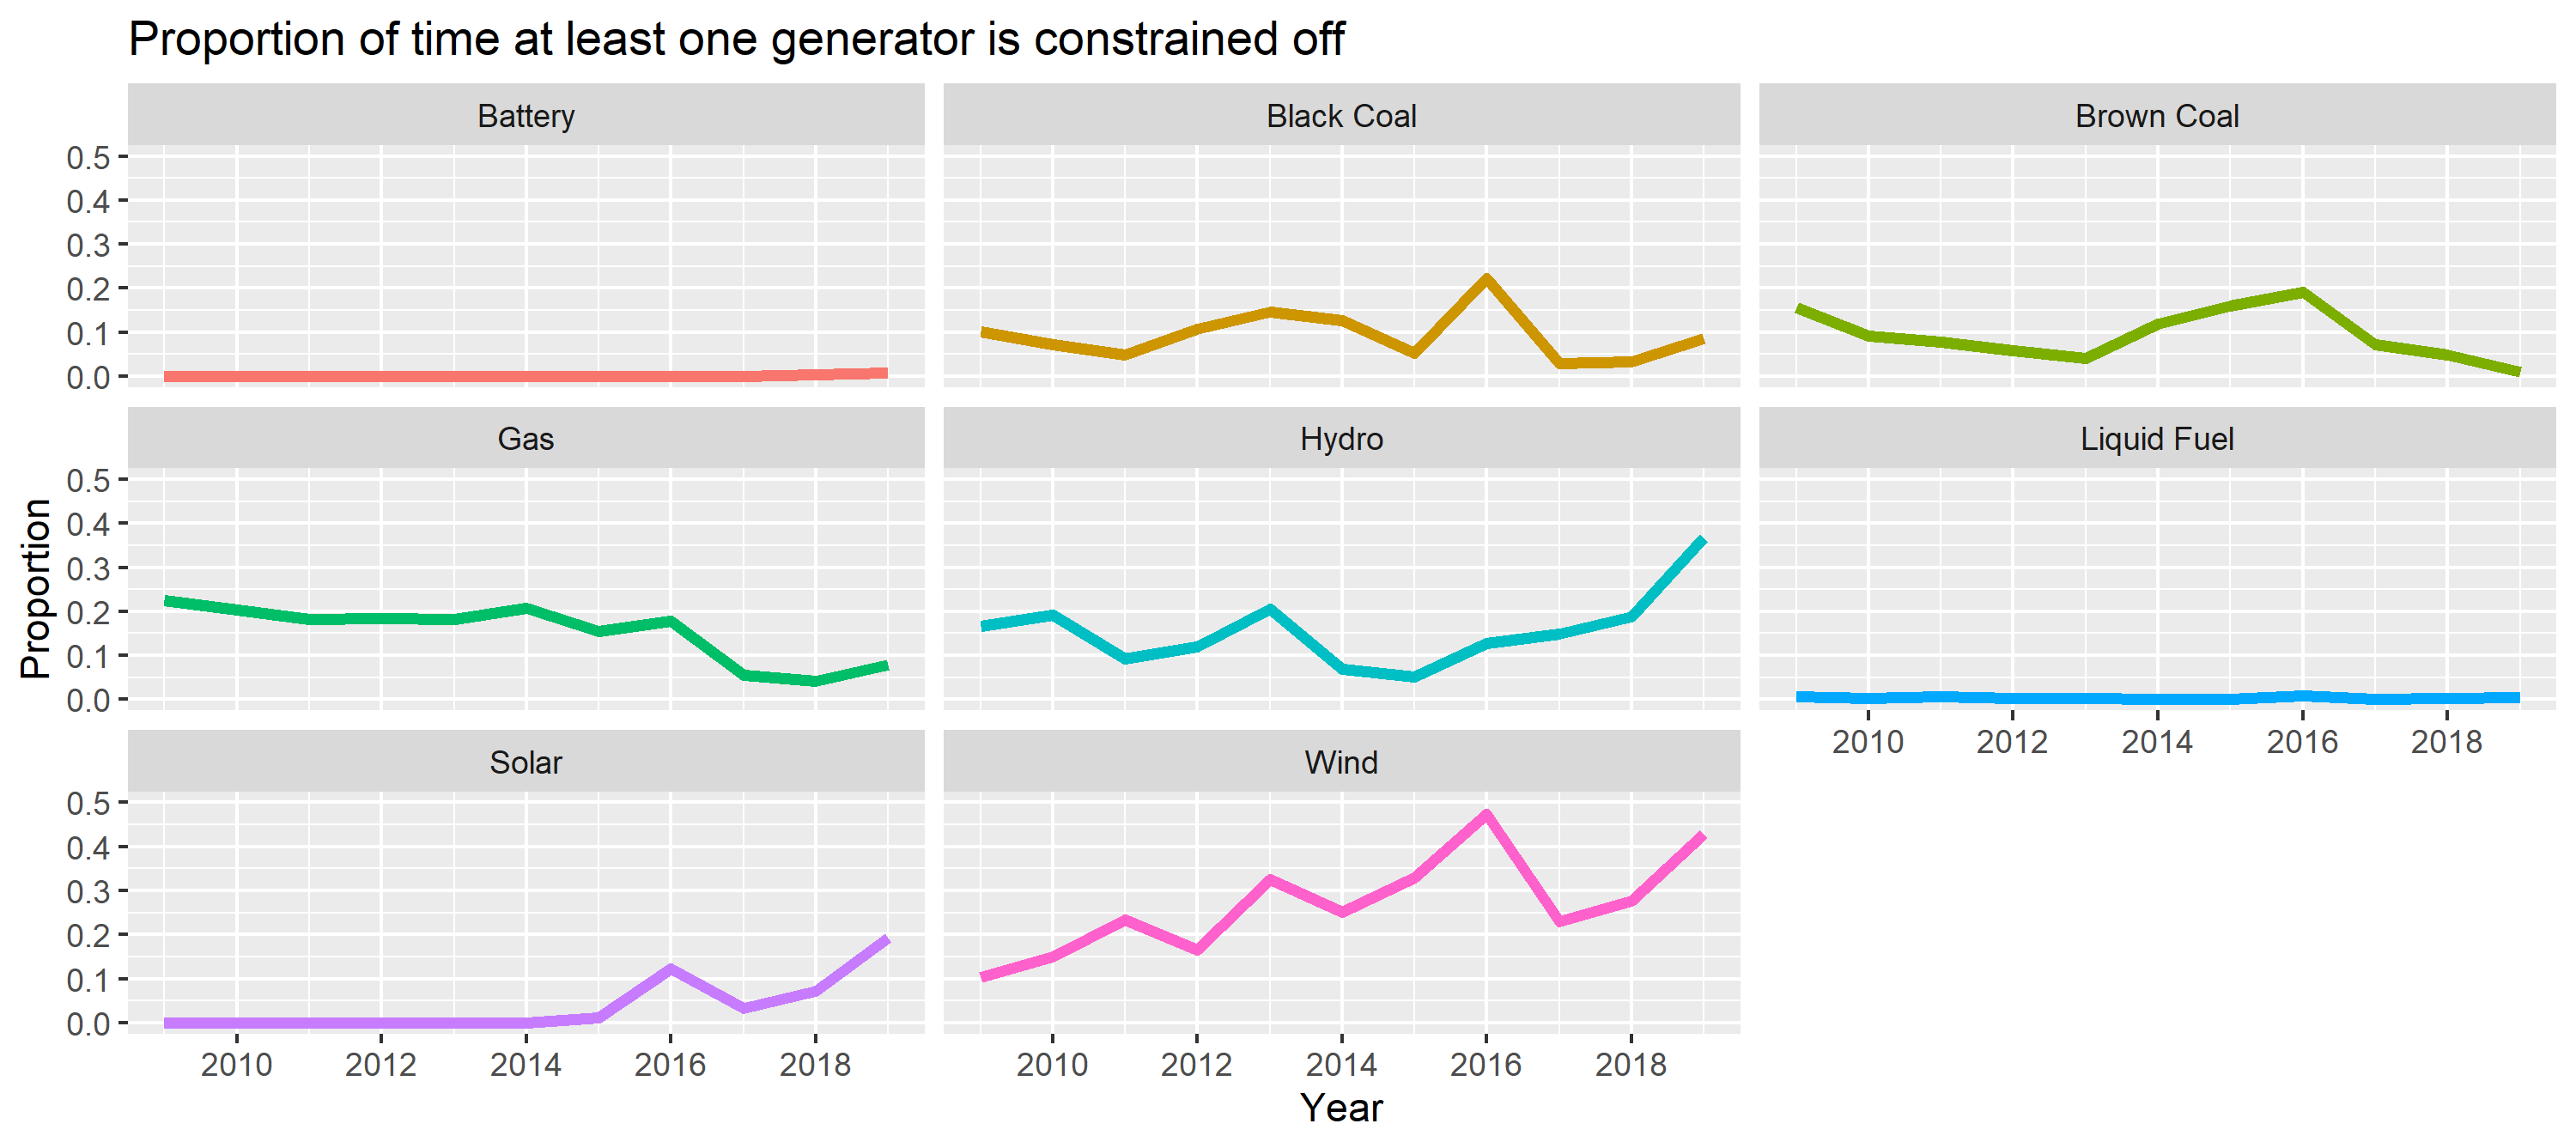 Proportion of time at least one generator is constrained off
Battery
Black Coal
Brown Coal
0.5
0.4
0.3
0.2
0.1
0.0
Gas
Hydro
Liquid Fuel
0.5
0.4
0.3
0.2
0.1
0.0
2010 2012 2014 2016 2018
Solar
Wind
0.5
0.4
0.3
0.2
0.1
0.0
2010 2012 2014 2016 2018
2010 2012 2014 2016 2018
Proportion
Year